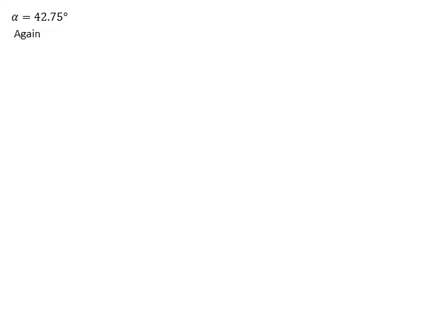 α = 42.75°
Again